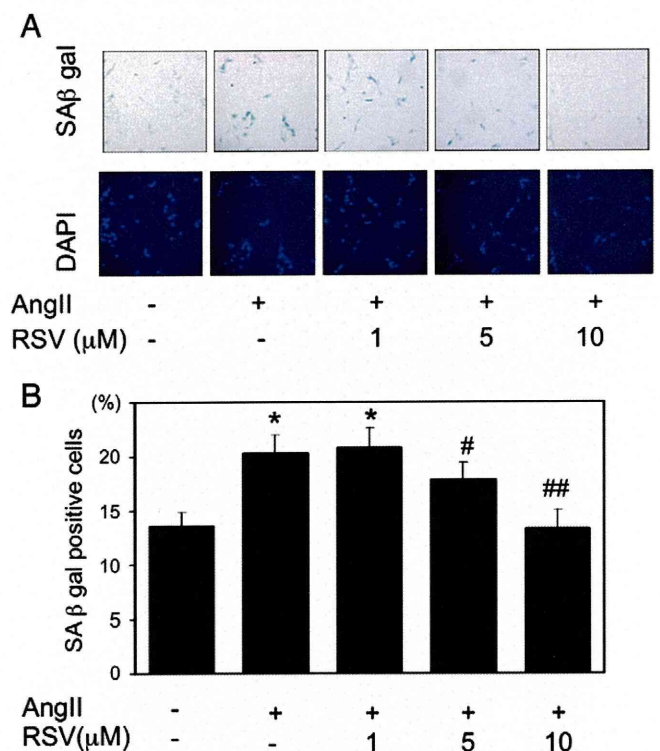 A
SAβ gal
DAPI
AngII - + + + +
RSV (μM) - - 1 5 10
B
(%)
SA β gal positive cells
20
15
10
5
0
* * # ##
AngII - + + + +
RSV(μM) - - 1 5 10